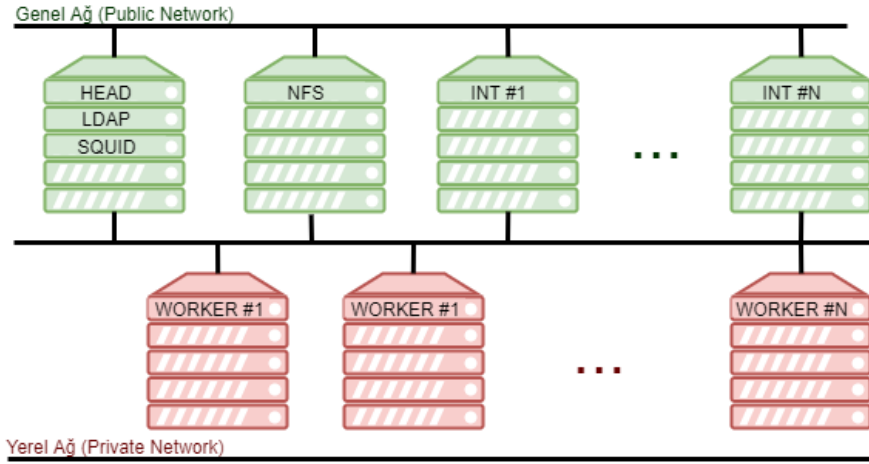 Genel Ağ (Public Network)
HEAD
LDAP
SQUID
NFS
INT #1
...
INT #N
WORKER #1
WORKER #1
...
WORKER #N
Yerel Ağ (Private Network)